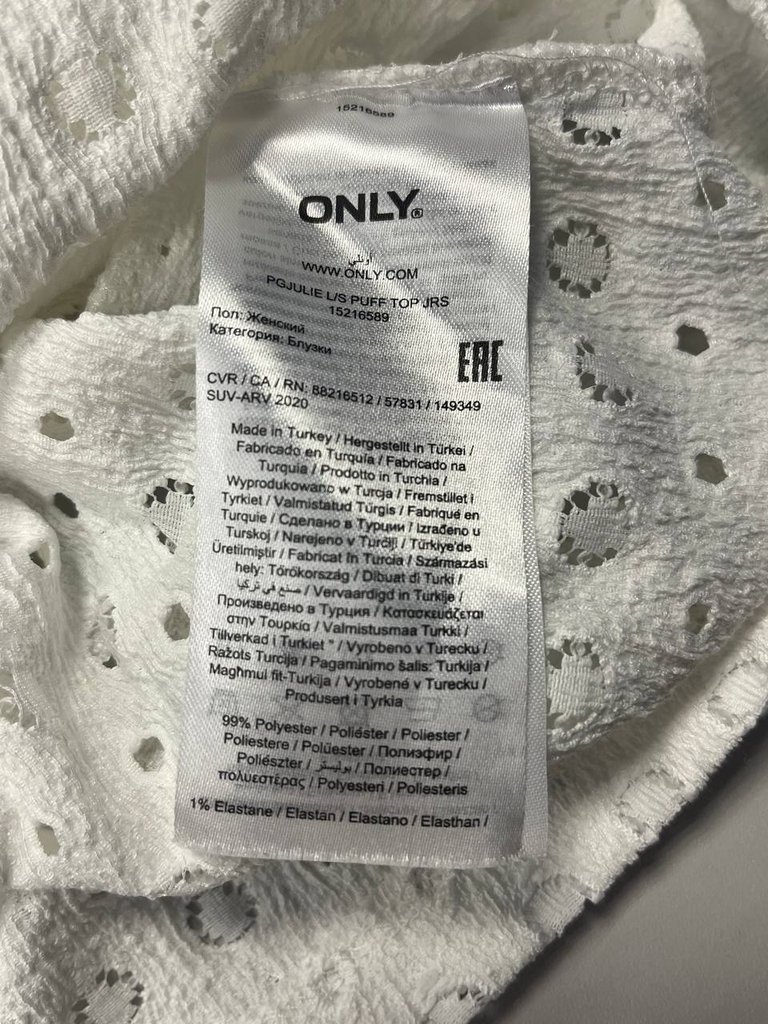 15216589
ONLY®
أونلي
WWW.ONLY.COM
PGJULIE L/S PUFF TOP JRS
15216589
Пол: Женский
Категория: Блузки
EAC
CVR / CA / RN: 88216512 / 57831 / 149349
SUV-ARV 2020
Made in Turkey / Hergestellt in Türkei /
Fabricado en Turquía / Fabricado na
Turquia / Prodotto in Turchia /
Wyprodukowano w Turcja / Fremstillet i
Tyrkiet / Valmistatud Türgis / Fabriqué en
Turquie / Сделано в Турции / Izrađeno u
Turskoj / Narejeno v Turčiji / Türkiye'de
Üretilmiştir / Fabricat în Turcia / Származási
hely: Törökország / Dibuat di Turki /
صنع في تركيا / Vervaardigd in Turkije /
Произведено в Турция / Κατασκευάζεται
στην Τουρκία / Valmistusmaa Turkki /
Tillverkad i Turkiet " / Vyrobeno v Turecku /
Ražots Turcija / Pagaminimo šalis: Turkija /
Magħmul fit-Turkija / Vyrobené v Turecku /
Produsert i Tyrkia
99% Polyester / Poliéster / Poliester /
Poliestere / Polüester / Полиэфир /
Poliészter / بوليستر / Полиестер /
πολυεστέρας / Polyesteri / Poliesteris
1% Elastane / Elastan / Elastano / Elasthan /